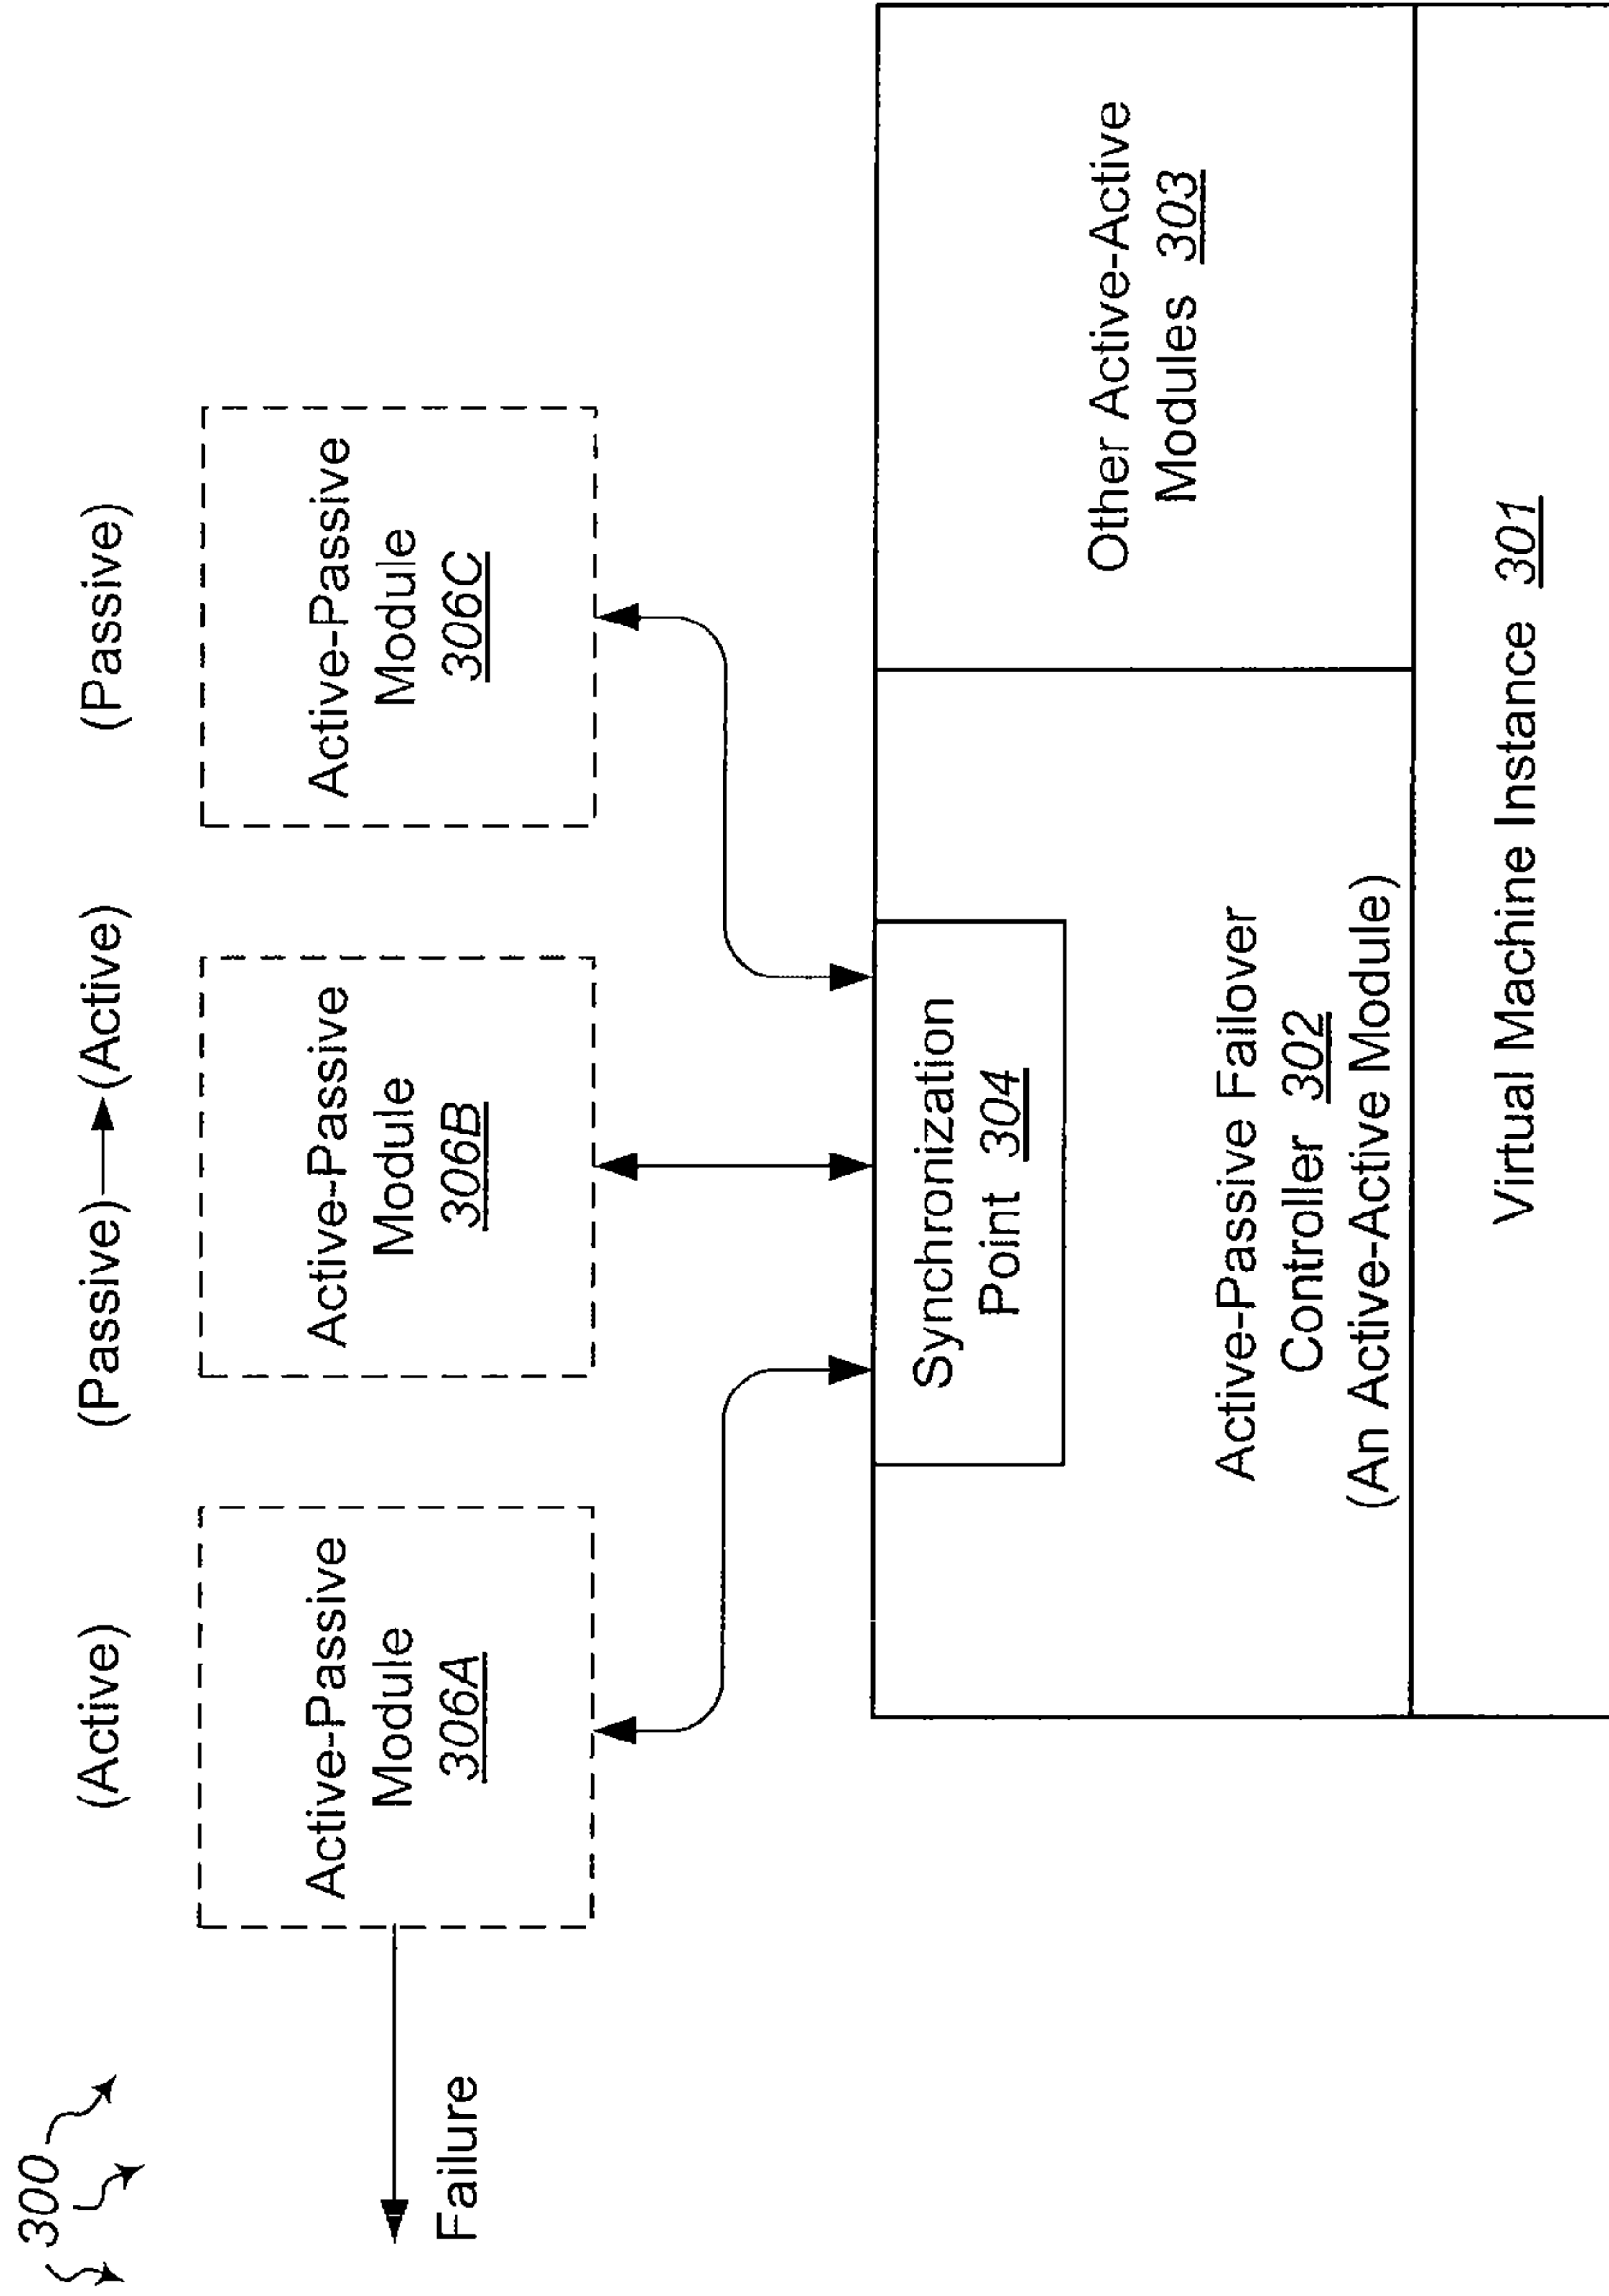 300
(Active)
(Passive)
(Active)
(Passive)
Active-Passive
Module
306A
Active-Passive
Module
306B
Active-Passive
Module
306C
Failure
Synchronization
Point 304
Active-Passive Failover
Controller 302
(An Active-Active Module)
Other Active-Active
Modules 303
Virtual Machine Instance 301